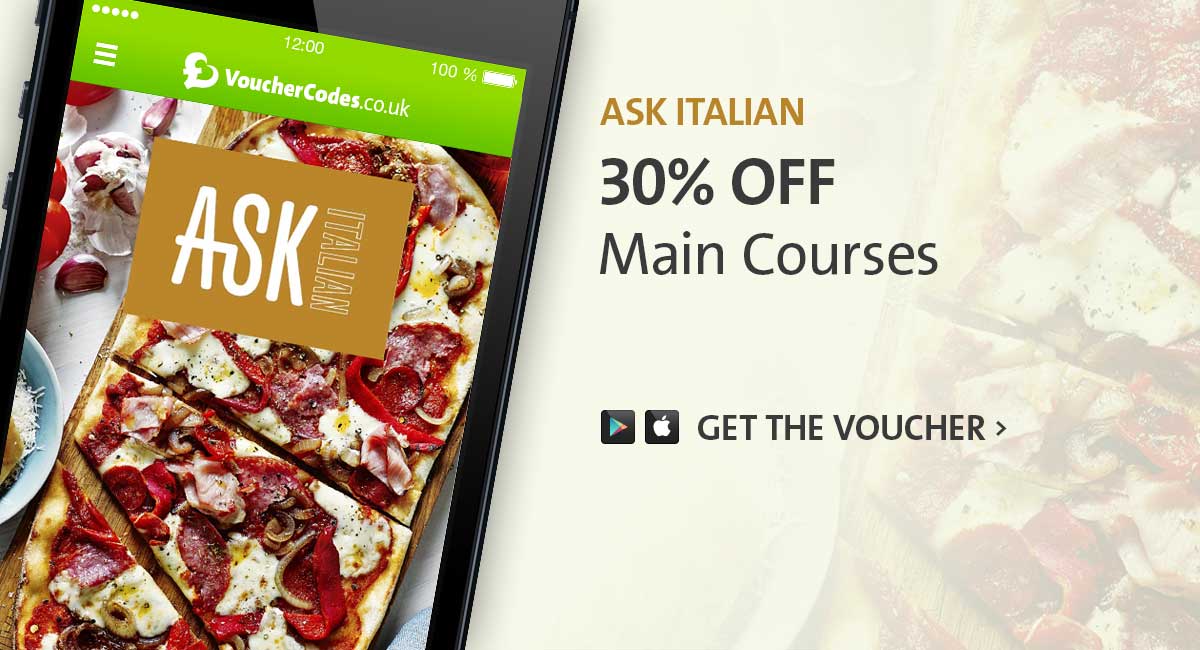 12:00
100 %
VoucherCodes.co.uk
ASK
ITALIAN
ASK ITALIAN
30% OFF
Main Courses
GET THE VOUCHER ›